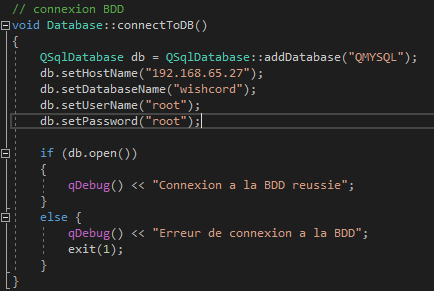 // connexion BDD
void Database::connectToDB()
{
QSqlDatabase db = QSqlDatabase::addDatabase("QMYSQL");
db.setHostName("192.168.65.27");
db.setDatabaseName("wishcord");
db.setUserName("root");
db.setPassword("root");
if (db.open())
{
qDebug() << "Connexion a la BDD reussie";
}
else {
qDebug() << "Erreur de connexion a la BDD";
exit(1);
}
}